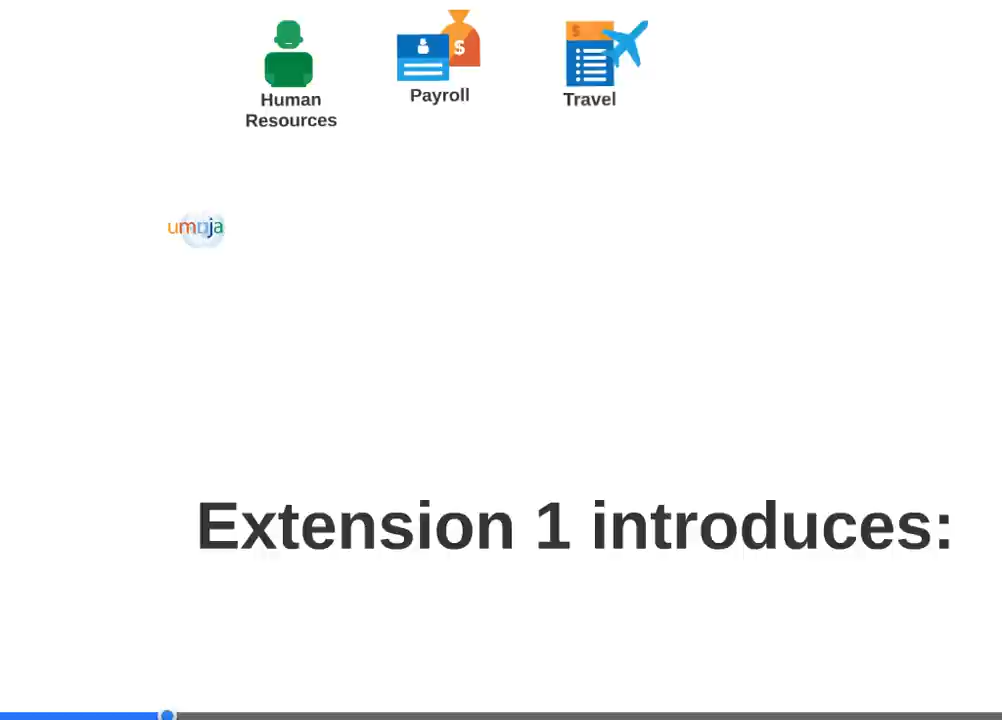 Human
Resources
$
Payroll
$
Travel
umoja
Extension 1 introduces: